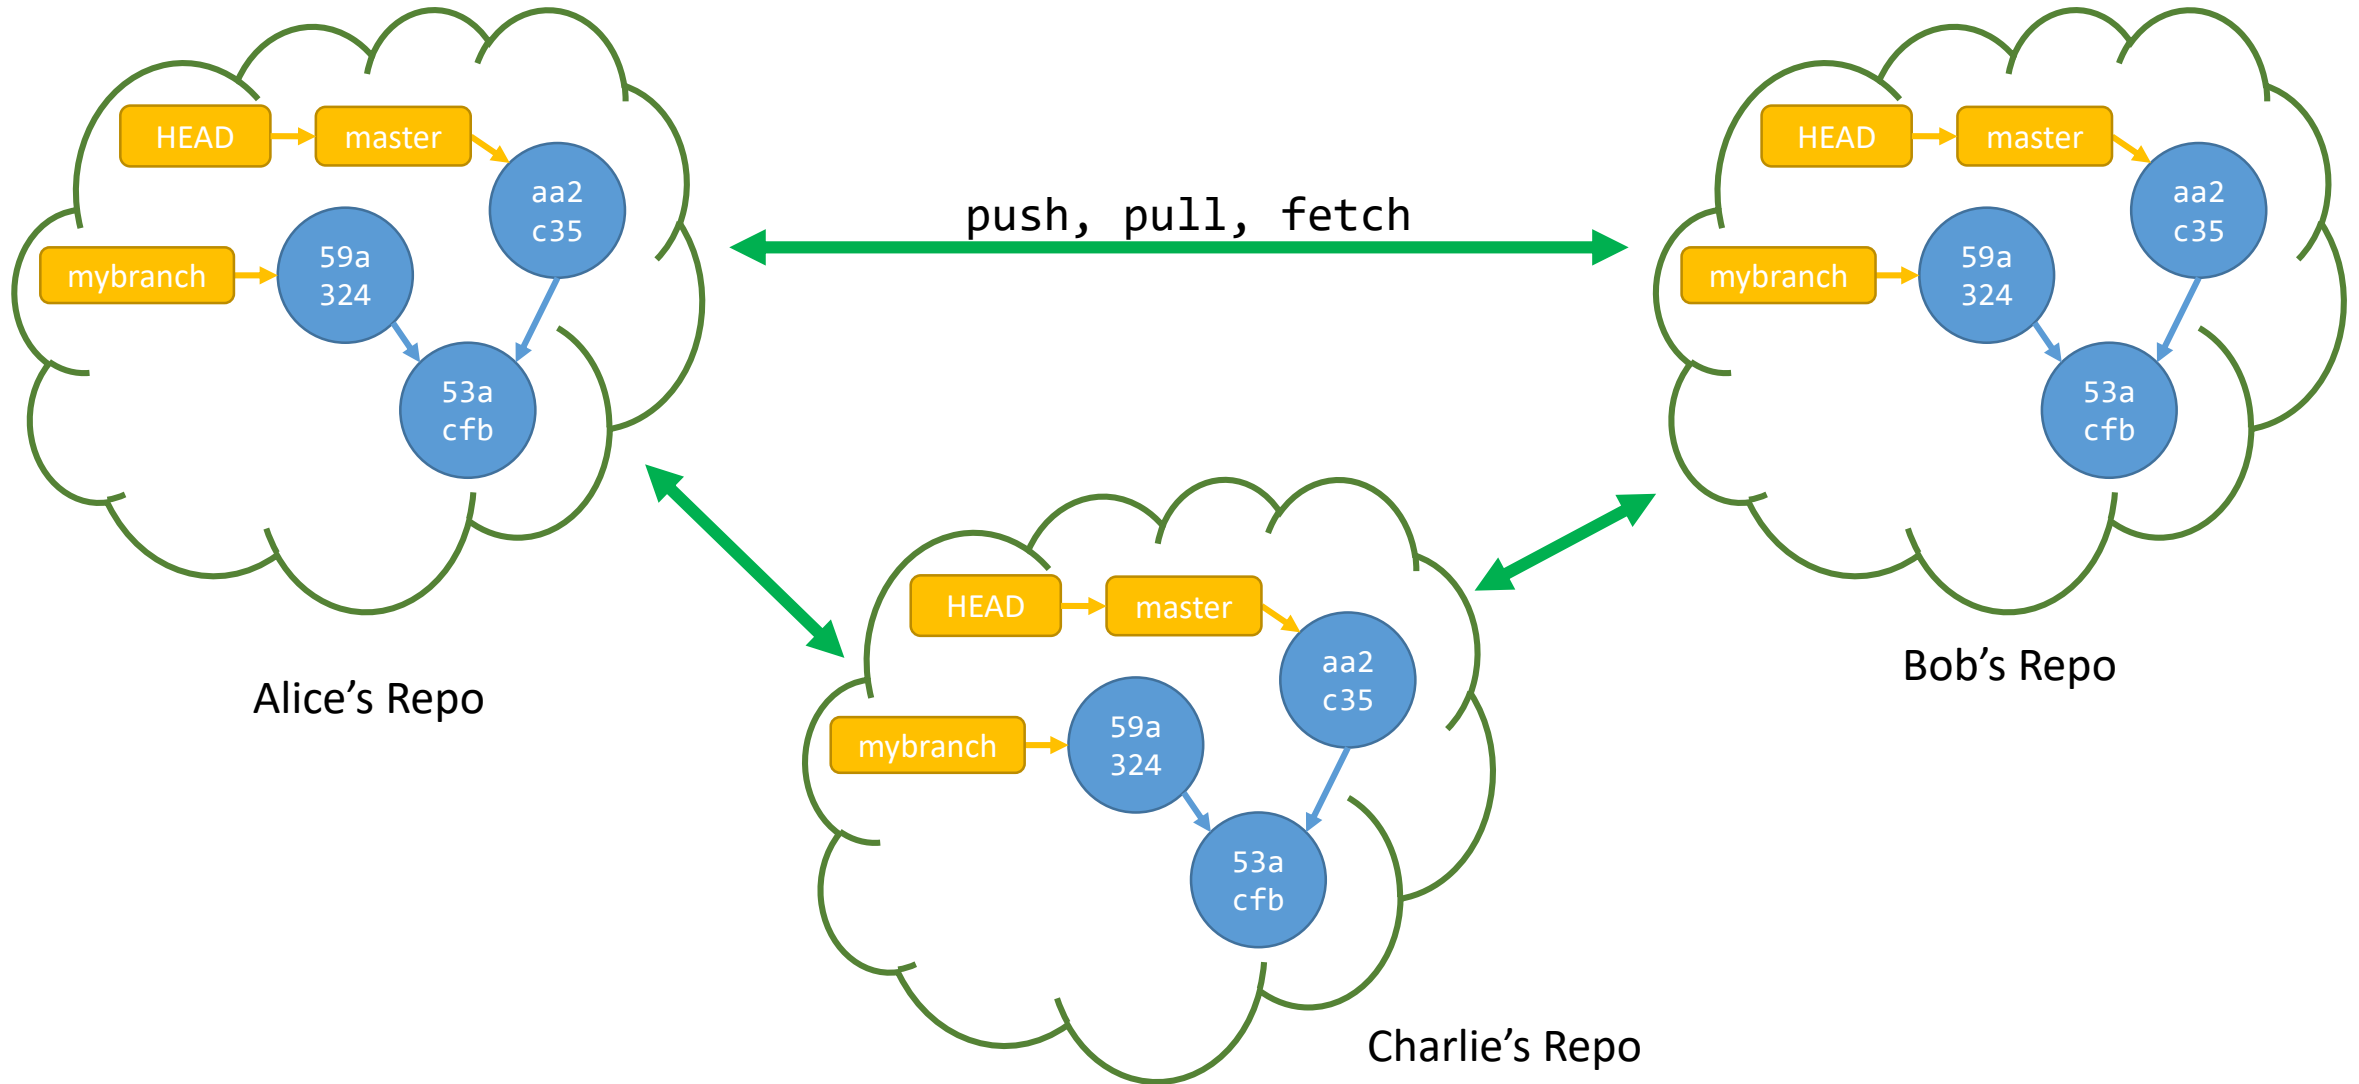 HEAD
master
aa2
c35
mybranch
59a
324
53a
cfb
Alice’s Repo
push, pull, fetch
HEAD
master
aa2
c35
mybranch
59a
324
53a
cfb
Bob’s Repo
HEAD
master
aa2
c35
mybranch
59a
324
53a
cfb
Charlie’s Repo